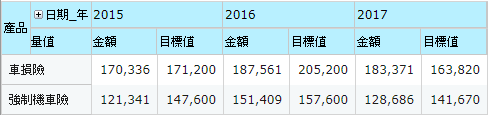 產品 日期_年 2015 2016 2017
量值 金額 目標值 金額 目標值 金額 目標值
車損險 170,336 171,200 187,561 205,200 183,371 163,820
強制機車險 121,341 147,600 151,409 157,600 128,686 141,670